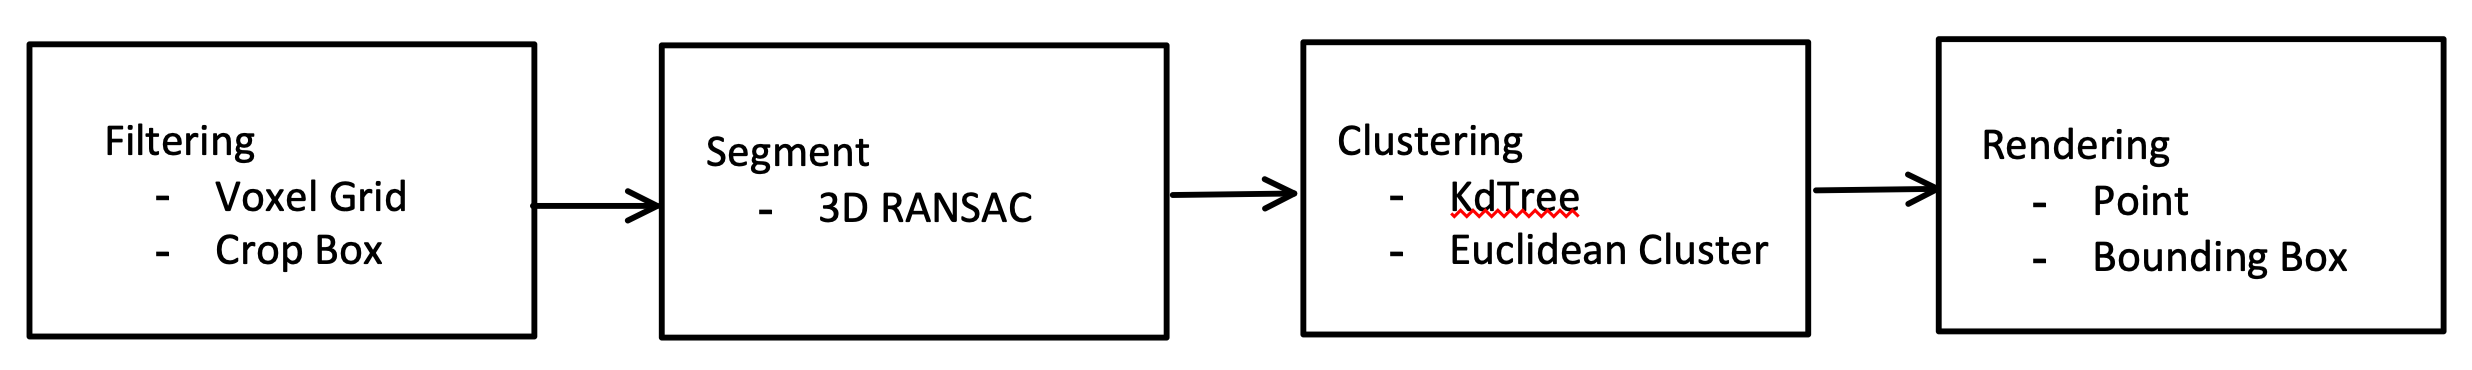 Filtering
- Voxel Grid
- Crop Box
Segment
- 3D RANSAC
Clustering
- KdTree
- Euclidean Cluster
Rendering
- Point
- Bounding Box